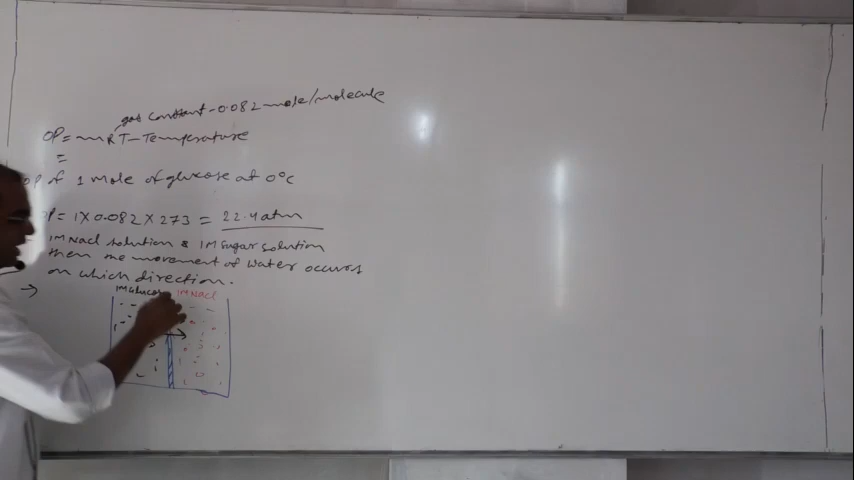 gas constant-0.082 mole/molecule
OP = mRT-Temperature
=
OP of 1 mole of glucose at 0°c
OP = 1 X 0.082 X 273 = 22.4 atm
1M Nacl solution & 1M sugar solution
then the movement of water occurs
on which direction.
→
1M Glucose 1M Nacl